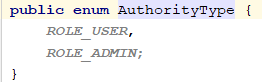 public enum AuthorityType {
ROLE_USER,
ROLE_ADMIN;
}